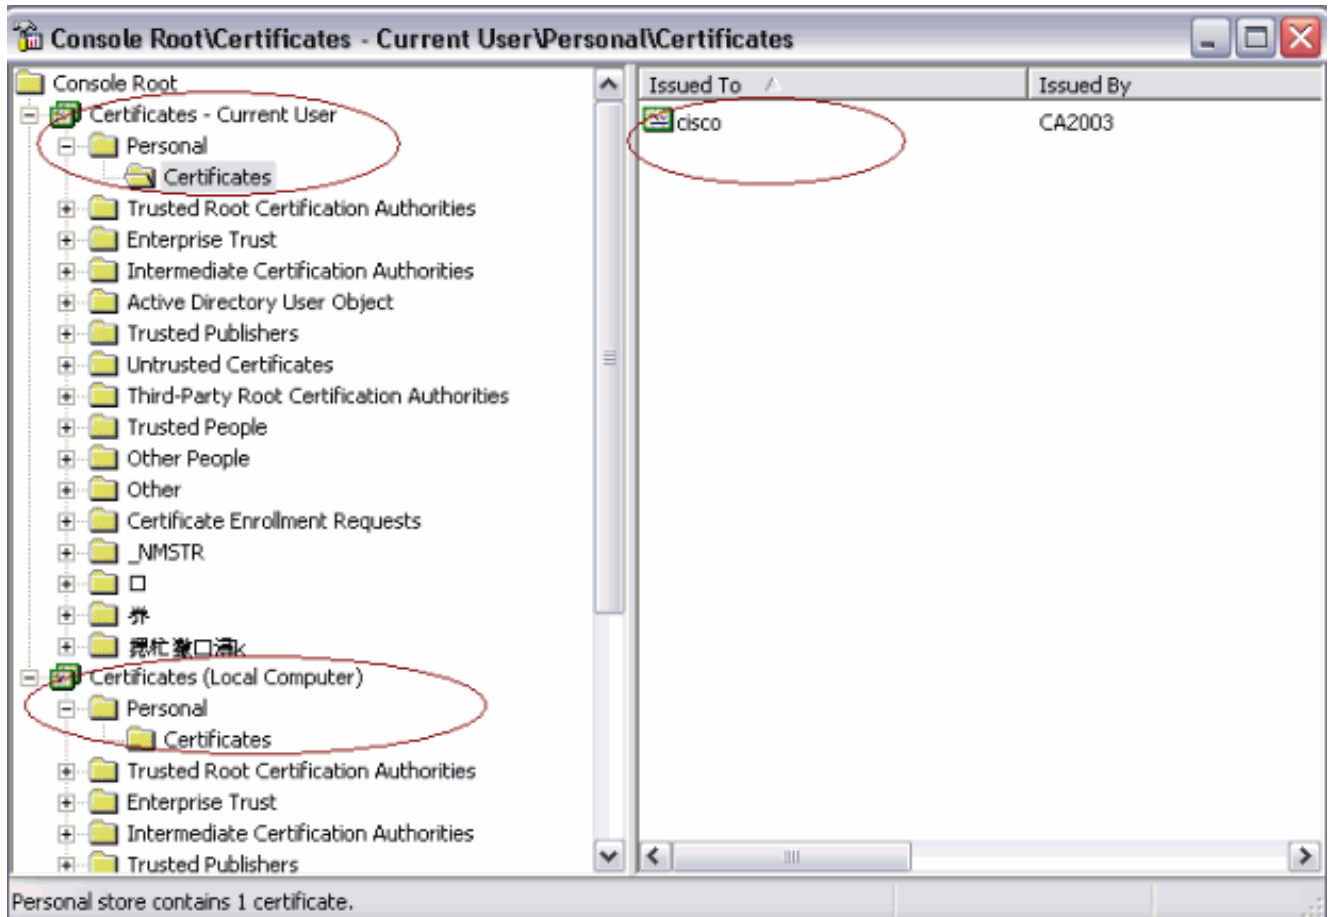 Console Root\Certificates - Current User\Personal\Certificates
Console Root
Certificates - Current User
Personal
Certificates
Trusted Root Certification Authorities
Enterprise Trust
Intermediate Certification Authorities
Active Directory User Object
Trusted Publishers
Untrusted Certificates
Third-Party Root Certification Authorities
Trusted People
Other People
Other
Certificate Enrollment Requests
_NMSTR
Certificates (Local Computer)
Personal
Certificates
Trusted Root Certification Authorities
Enterprise Trust
Intermediate Certification Authorities
Trusted Publishers
Issued To Issued By
cisco CA2003
Personal store contains 1 certificate.